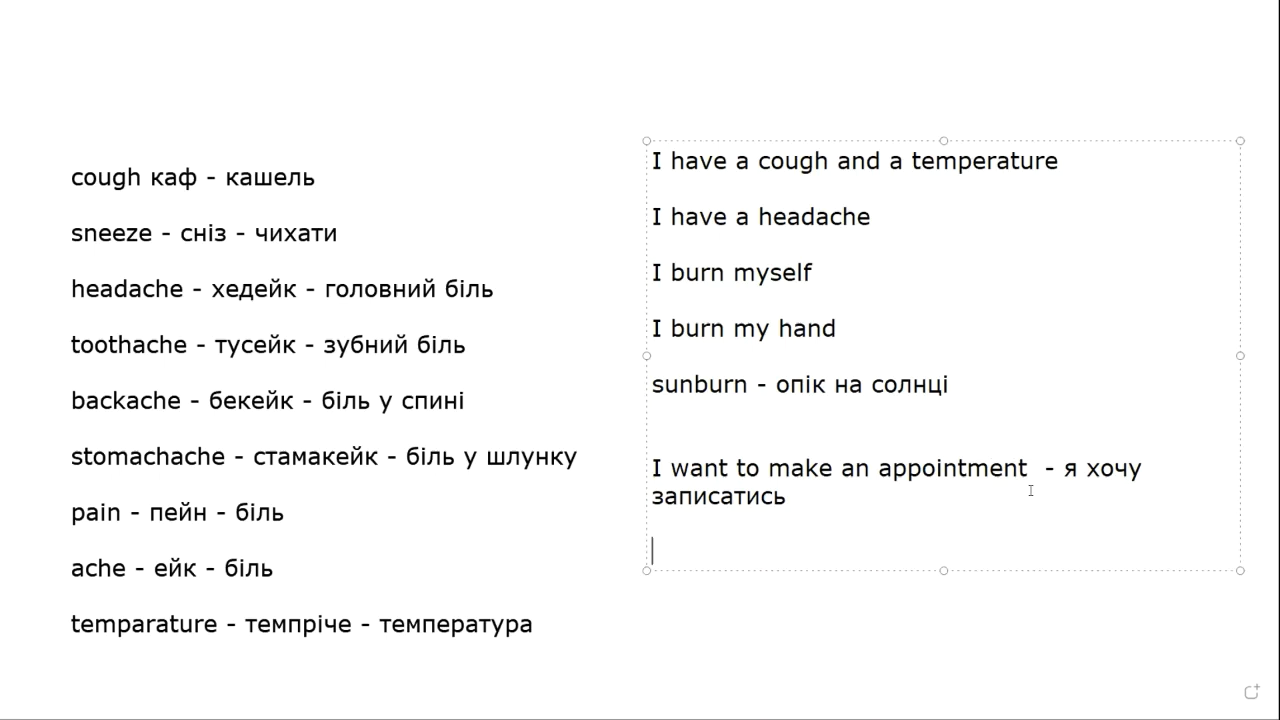 cough каф - кашель
sneeze - сніз - чихати
headache - хедейк - головний біль
toothache - тусейк - зубний біль
backache - бекейк - біль у спині
stomachache - стамакейк - біль у шлунку
pain - пейн - біль
ache - ейк - біль
temparature - темпріче - температура
I have a cough and a temperature
I have a headache
I burn myself
I burn my hand
sunburn - опік на солнці
I want to make an appointment  - я хочу
записатись